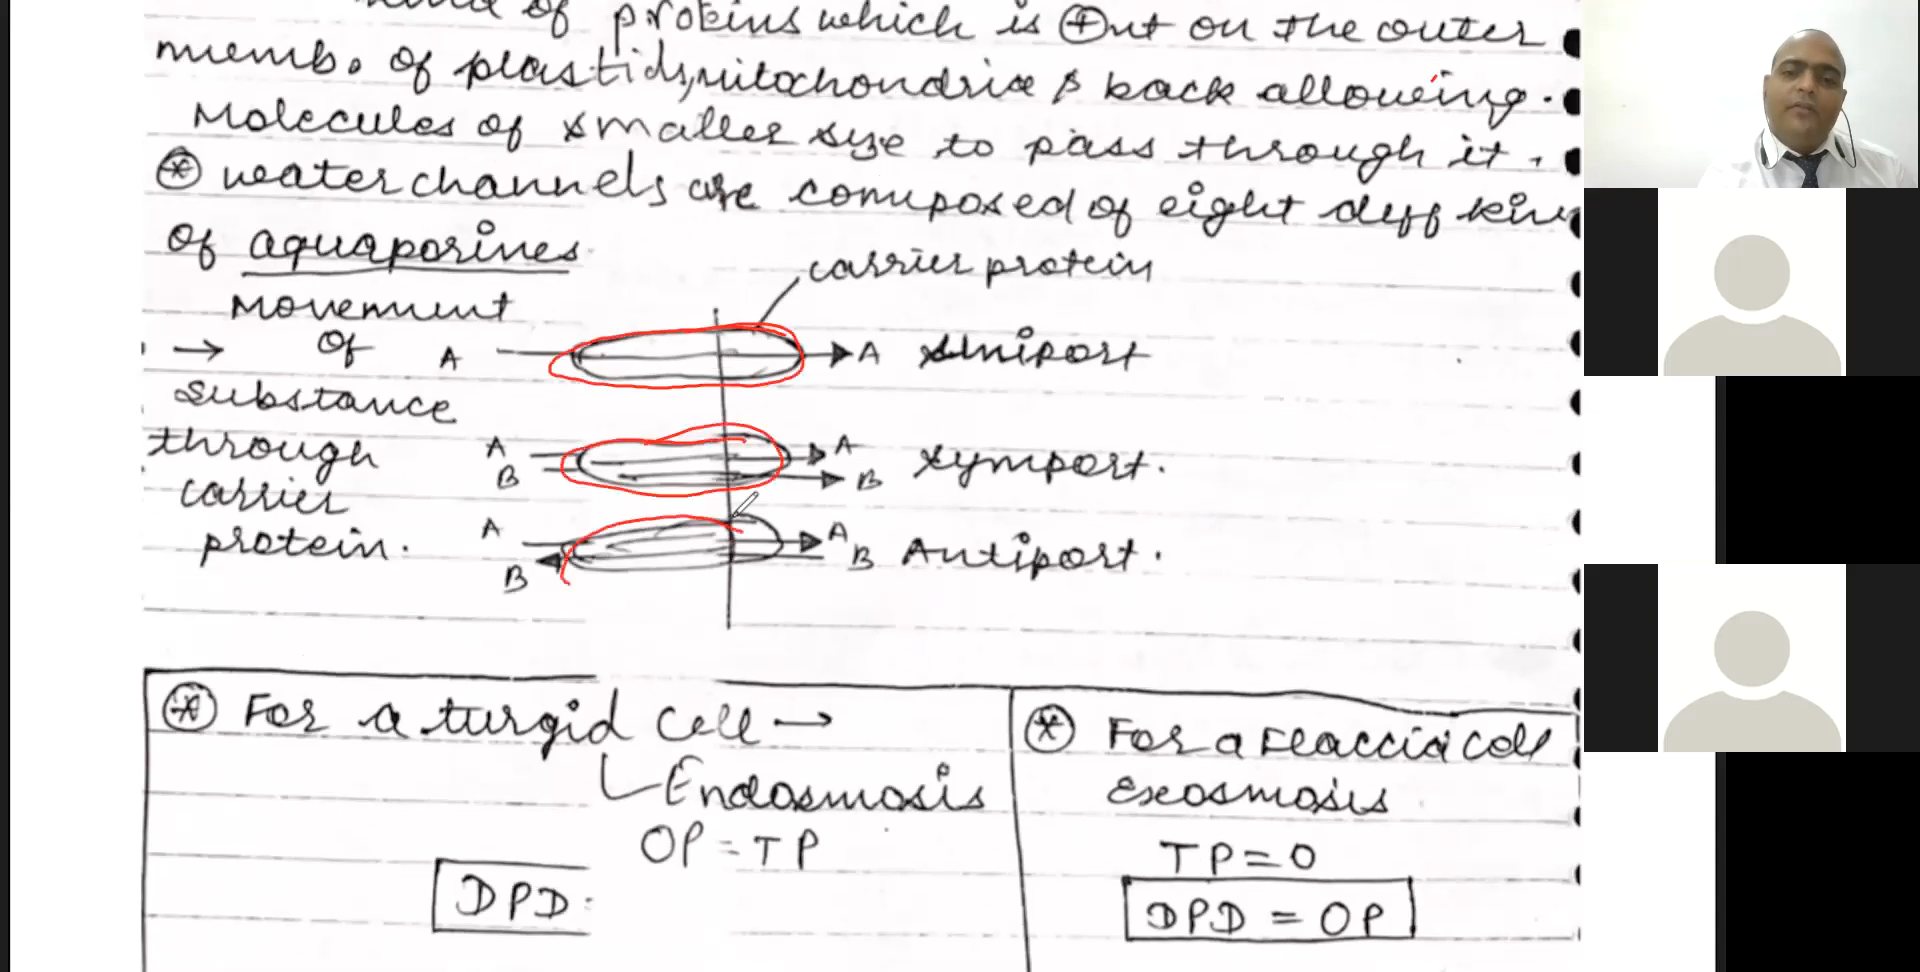 kind of proteins which is ⊕nt on the outer
memb. of plastids, mitochondria & back allowing.
Molecules of smaller size to pass through it.
⊛ water channels are comuposed of eight diff kin
of aquaporines
carrier protein
→ Movement
of
substance
through
carrier
protein.
A → A Uniport
A B → A B Symport.
A B → A B Antiport.
⊛ For a turgid cell →
Endosmosis
OP = TP
DPD =
⊛ For a Flaccid cell
Exosmosis
TP = 0
DPD = OP